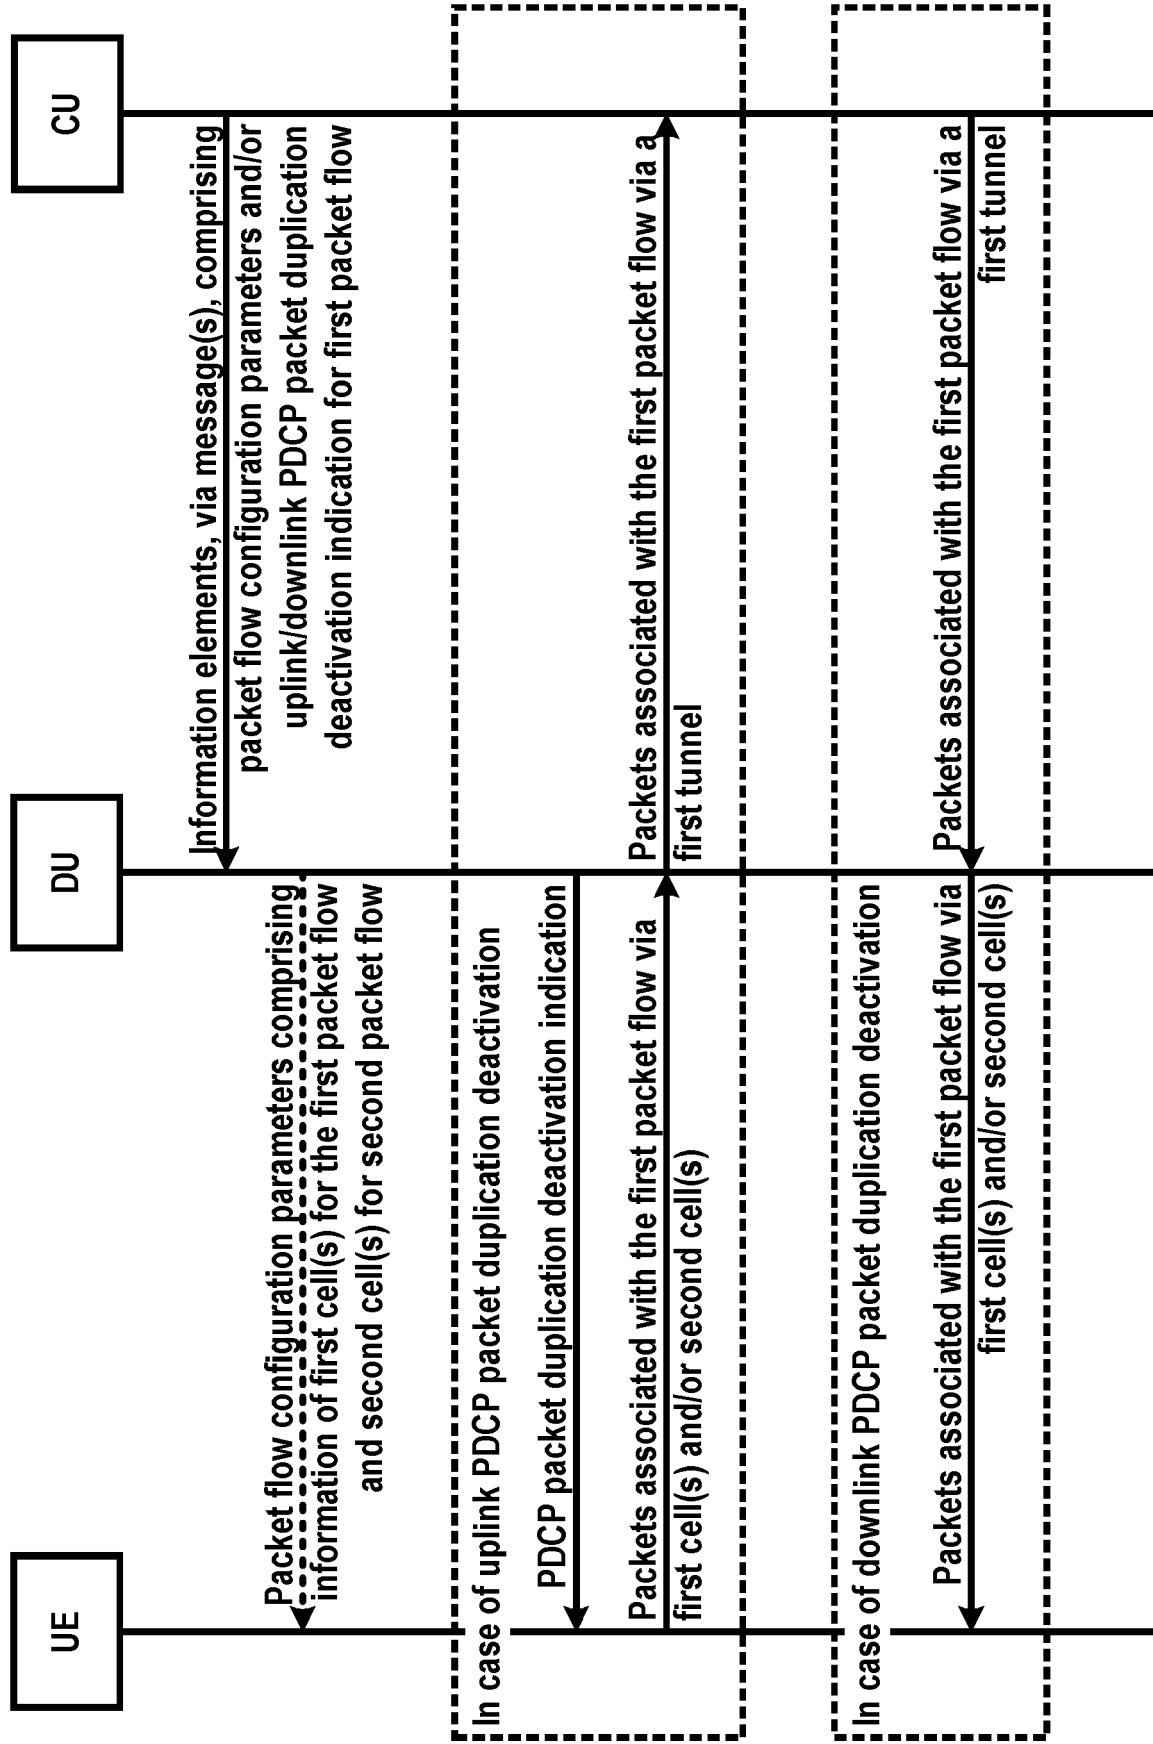 UE
DU
CU
Information elements, via message(s), comprising
packet flow configuration parameters and/or
uplink/downlink PDCP packet duplication
deactivation indication for first packet flow
Packet flow configuration parameters comprising
information of first cell(s) for the first packet flow
and second cell(s) for second packet flow
In case of uplink PDCP packet duplication deactivation
PDCP packet duplication deactivation indication
Packets associated with the first packet flow via
first cell(s) and/or second cell(s)
Packets associated with the first packet flow via a
first tunnel
In case of downlink PDCP packet duplication deactivation
Packets associated with the first packet flow via a
first tunnel
Packets associated with the first packet flow via
first cell(s) and/or second cell(s)